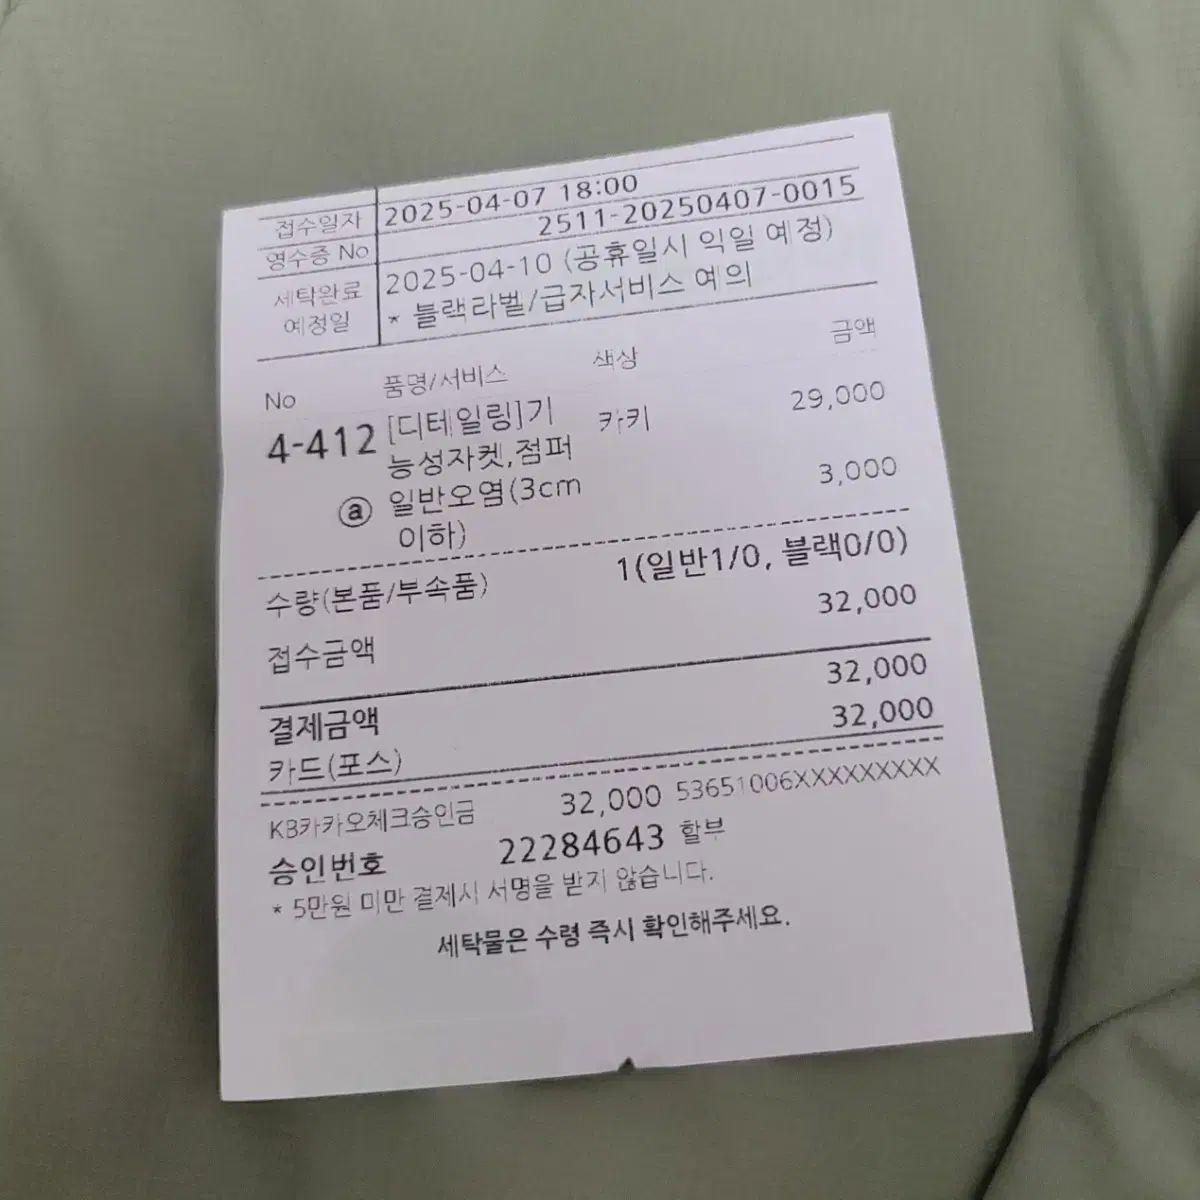 접수일자 2025-04-07 18:00
영수증 No 2511-20250407-0015
세탁완료 예정일 2025-04-10 (공휴일시 익일 예정)
* 블랙라벨/급자서비스 예의
No 품명/서비스 색상 금액
4-412 [디테일링]기 카키 29,000
능성자켓,점퍼
ⓐ 일반오염(3cm 3,000
이하)
수량(본품/부속품) 1(일반1/0, 블랙0/0)
접수금액 32,000
결제금액 32,000
카드(포스) 32,000
KB카카오체크승인금 32,000 53651006XXXXXXXXX
승인번호 22284643 할부
* 5만원 미만 결제시 서명을 받지 않습니다.
세탁물은 수령 즉시 확인해주세요.